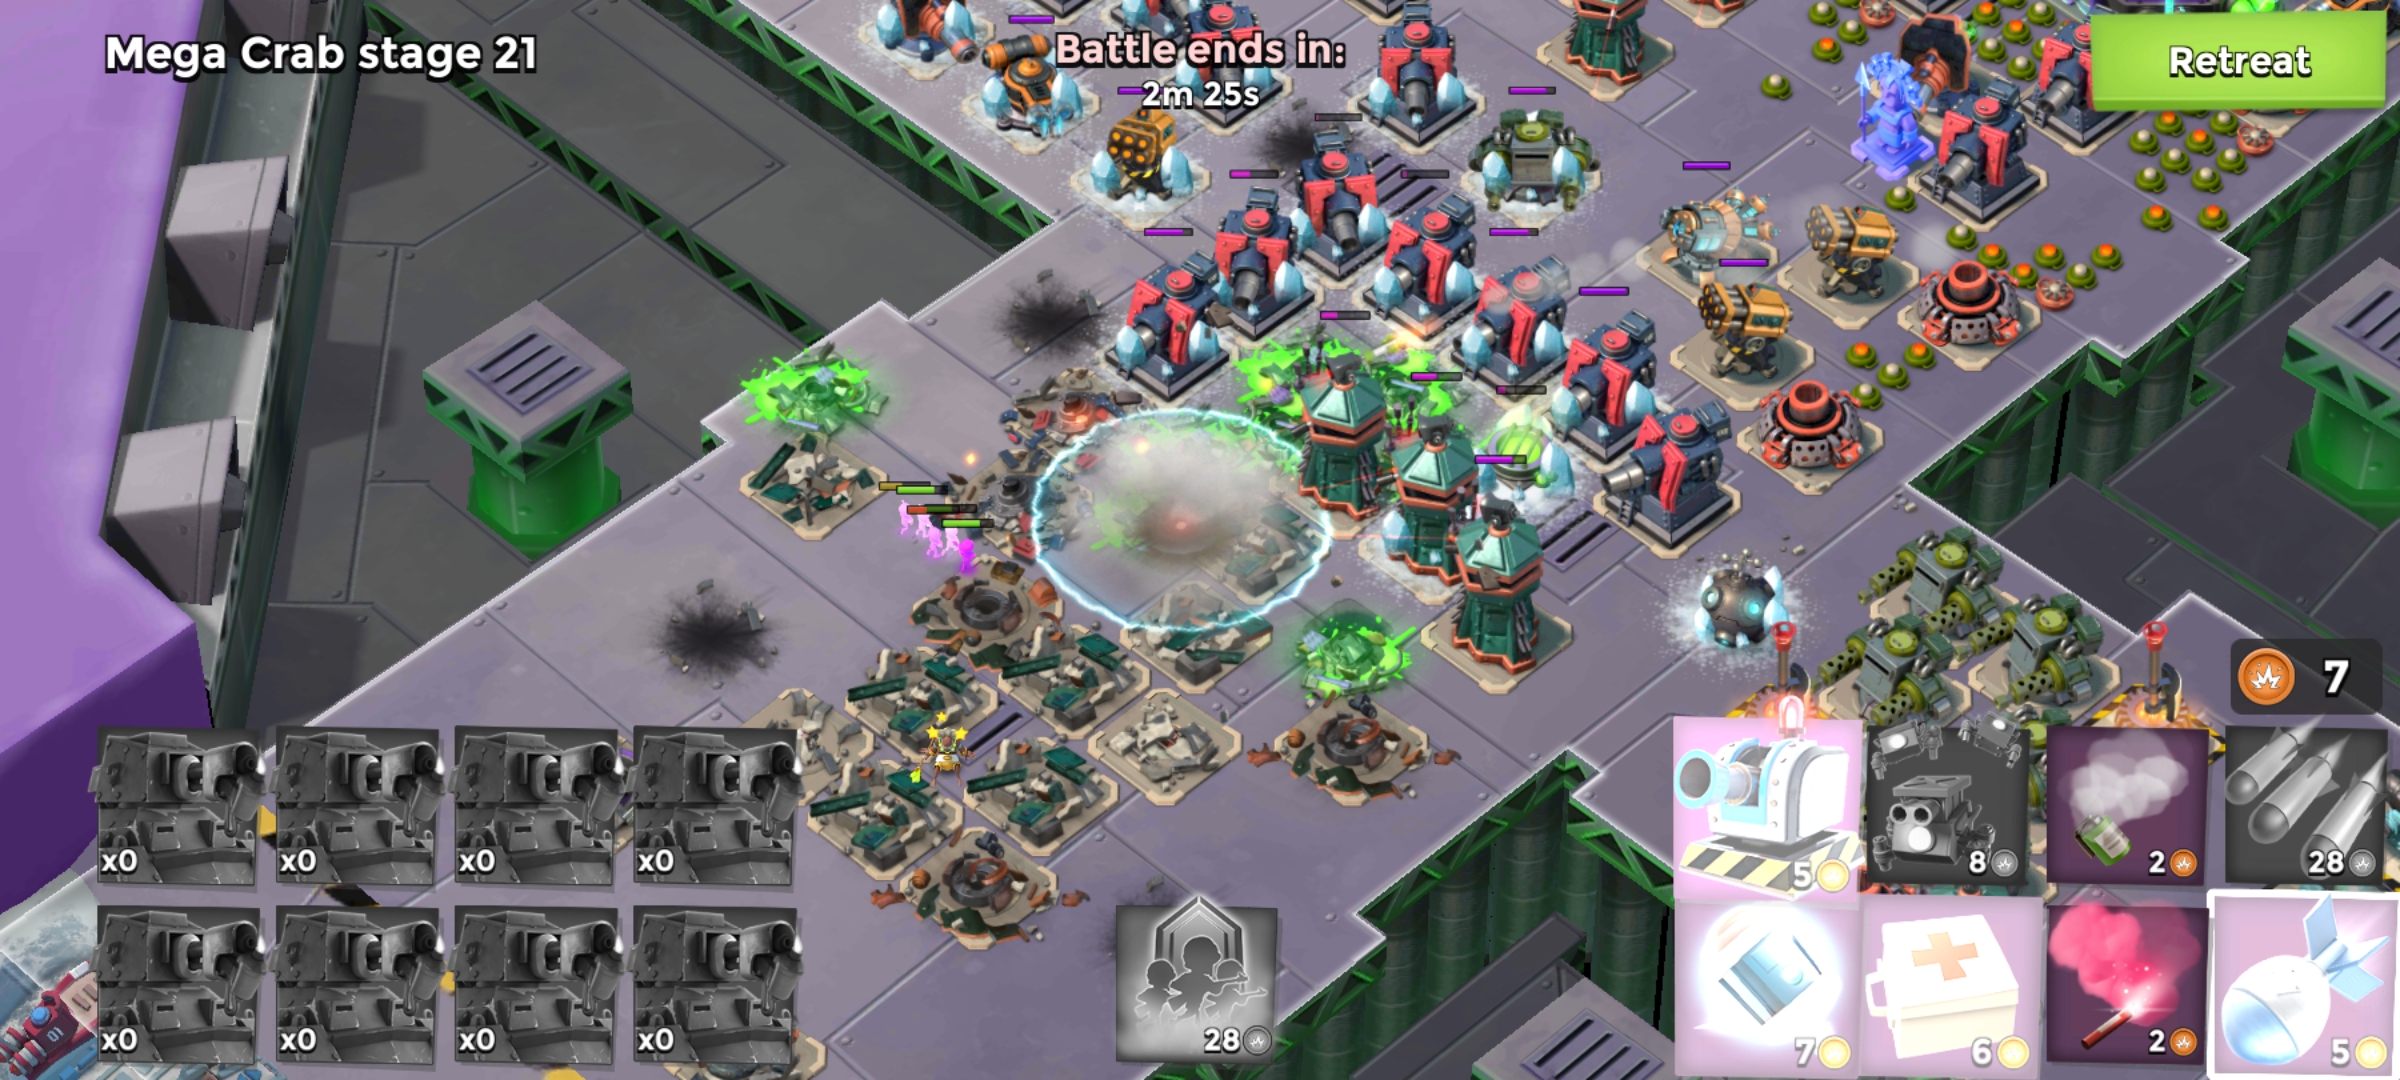 Mega Crab stage 21
Battle ends in:
2m 25s
Retreat
7
x0
x0
x0
x0
5
8
2
28
x0
x0
x0
x0
28
7
6
2
5